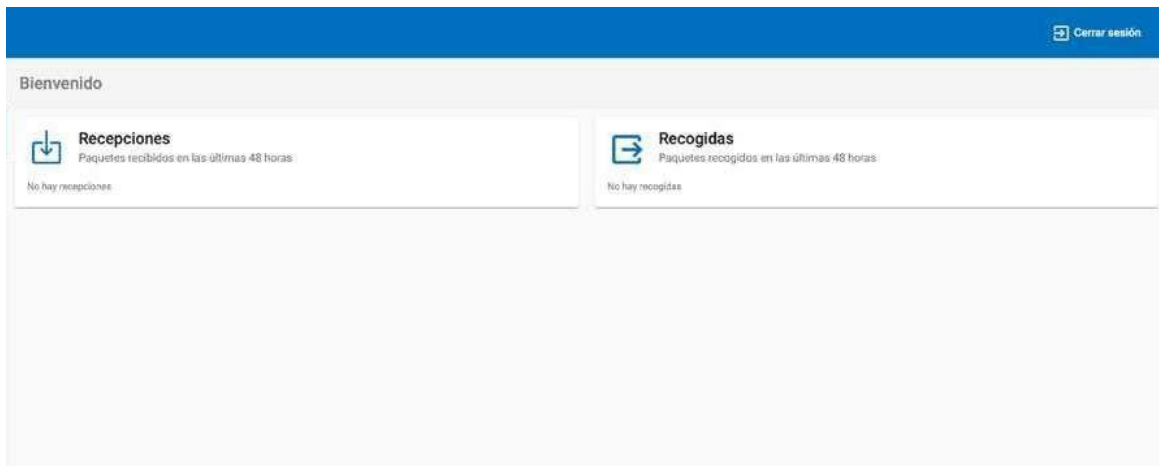 Cerrar sesión
Bienvenido
Recepciones
Paquetes recibidos en las últimas 48 horas
No hay recepciones
Recogidas
Paquetes recogidos en las últimas 48 horas
No hay recogidas